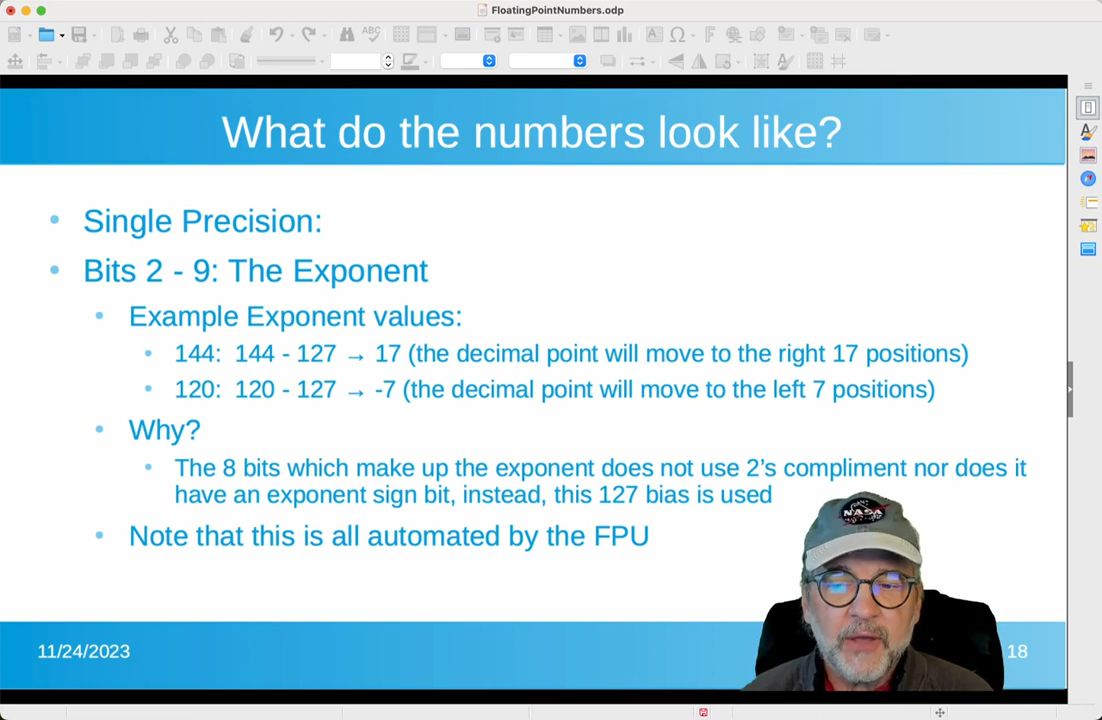 FloatingPointNumbers.odp
ABC
What do the numbers look like?
Single Precision:
Bits 2 - 9: The Exponent
Example Exponent values:
144: 144 - 127 → 17 (the decimal point will move to the right 17 positions)
120: 120 - 127 → -7 (the decimal point will move to the left 7 positions)
Why?
The 8 bits which make up the exponent does not use 2's compliment nor does it
have an exponent sign bit, instead, this 127 bias is used
Note that this is all automated by the FPU
NASA
11/24/2023
18